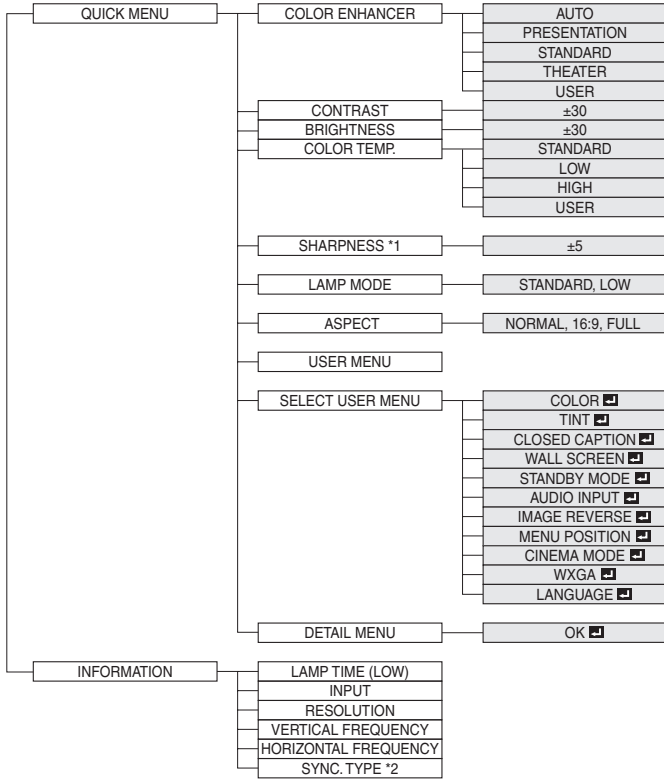 QUICK MENU
COLOR ENHANCER
AUTO
PRESENTATION
STANDARD
THEATER
USER
CONTRAST
±30
BRIGHTNESS
±30
COLOR TEMP.
STANDARD
LOW
HIGH
USER
SHARPNESS *1
±5
LAMP MODE
STANDARD, LOW
ASPECT
NORMAL, 16:9, FULL
USER MENU
SELECT USER MENU
COLOR
TINT
CLOSED CAPTION
WALL SCREEN
STANDBY MODE
AUDIO INPUT
IMAGE REVERSE
MENU POSITION
CINEMA MODE
WXGA
LANGUAGE
DETAIL MENU
OK
INFORMATION
LAMP TIME (LOW)
INPUT
RESOLUTION
VERTICAL FREQUENCY
HORIZONTAL FREQUENCY
SYNC. TYPE *2